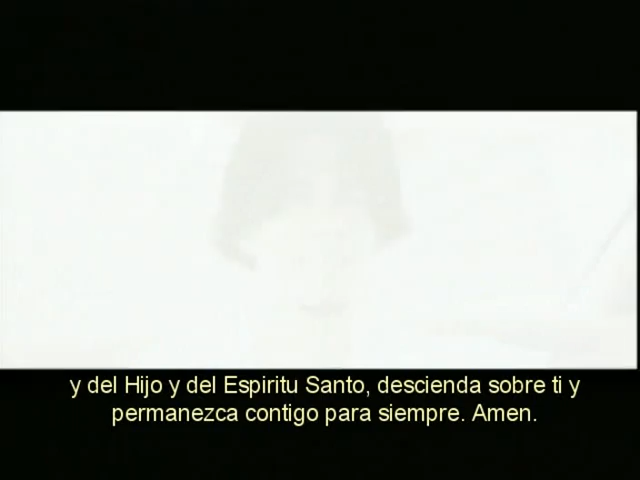 y del Hijo y del Espiritu Santo, descienda sobre ti y
permanezca contigo para siempre. Amen.